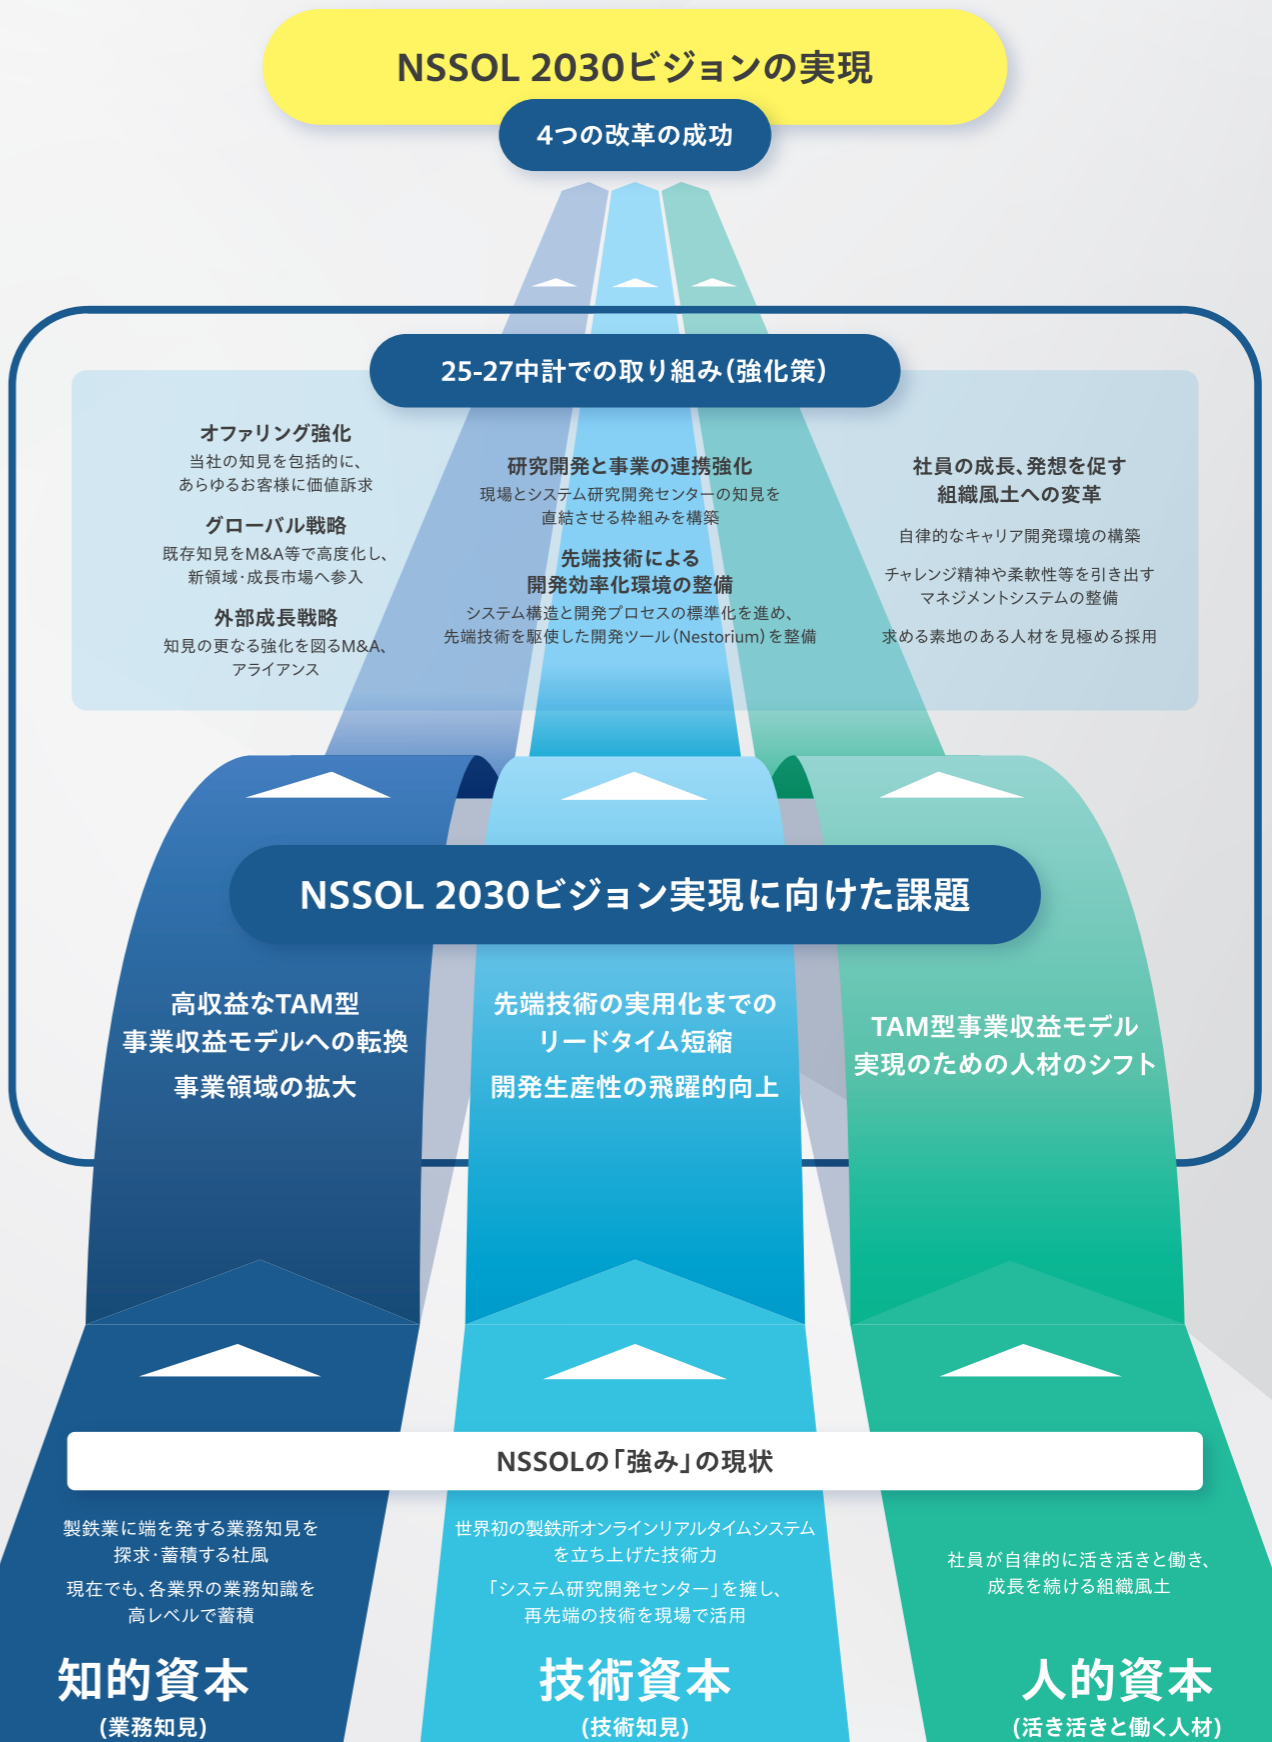 NSSOL 2030ビジョンの実現
4つの改革の成功
25-27中計での取り組み（強化策）
オファリング強化
当社の知見を包括的に、
あらゆるお客様に価値訴求
グローバル戦略
既存知見をM&A等で高度化し、
新領域・成長市場へ参入
外部成長戦略
知見の更なる強化を図るM&A、
アライアンス
研究開発と事業の連携強化
現場とシステム研究開発センターの知見を
直結させる枠組みを構築
先端技術による
開発効率化環境の整備
システム構造と開発プロセスの標準化を進め、
先端技術を駆使した開発ツール（Nestorium）を整備
社員の成長、発想を促す
組織風土への変革
自律的なキャリア開発環境の構築
チャレンジ精神や柔軟性等を引き出す
マネジメントシステムの整備
求める素地のある人材を見極める採用
NSSOL 2030ビジョン実現に向けた課題
高収益なTAM型
事業収益モデルへの転換
事業領域の拡大
先端技術の実用化までの
リードタイム短縮
開発生産性の飛躍的向上
TAM型事業収益モデル
実現のための人材のシフト
NSSOLの「強み」の現状
製鉄業に端を発する業務知見を
探求・蓄積する社風
現在でも、各業界の業務知識を
高レベルで蓄積
知的資本
(業務知見)
世界初の製鉄所オンラインリアルタイムシステム
を立ち上げた技術力
「システム研究開発センター」を擁し、
再先端の技術を現場で活用
技術資本
(技術知見)
社員が自律的に活き活きと働き、
成長を続ける組織風土
人的資本
(活き活きと働く人材)